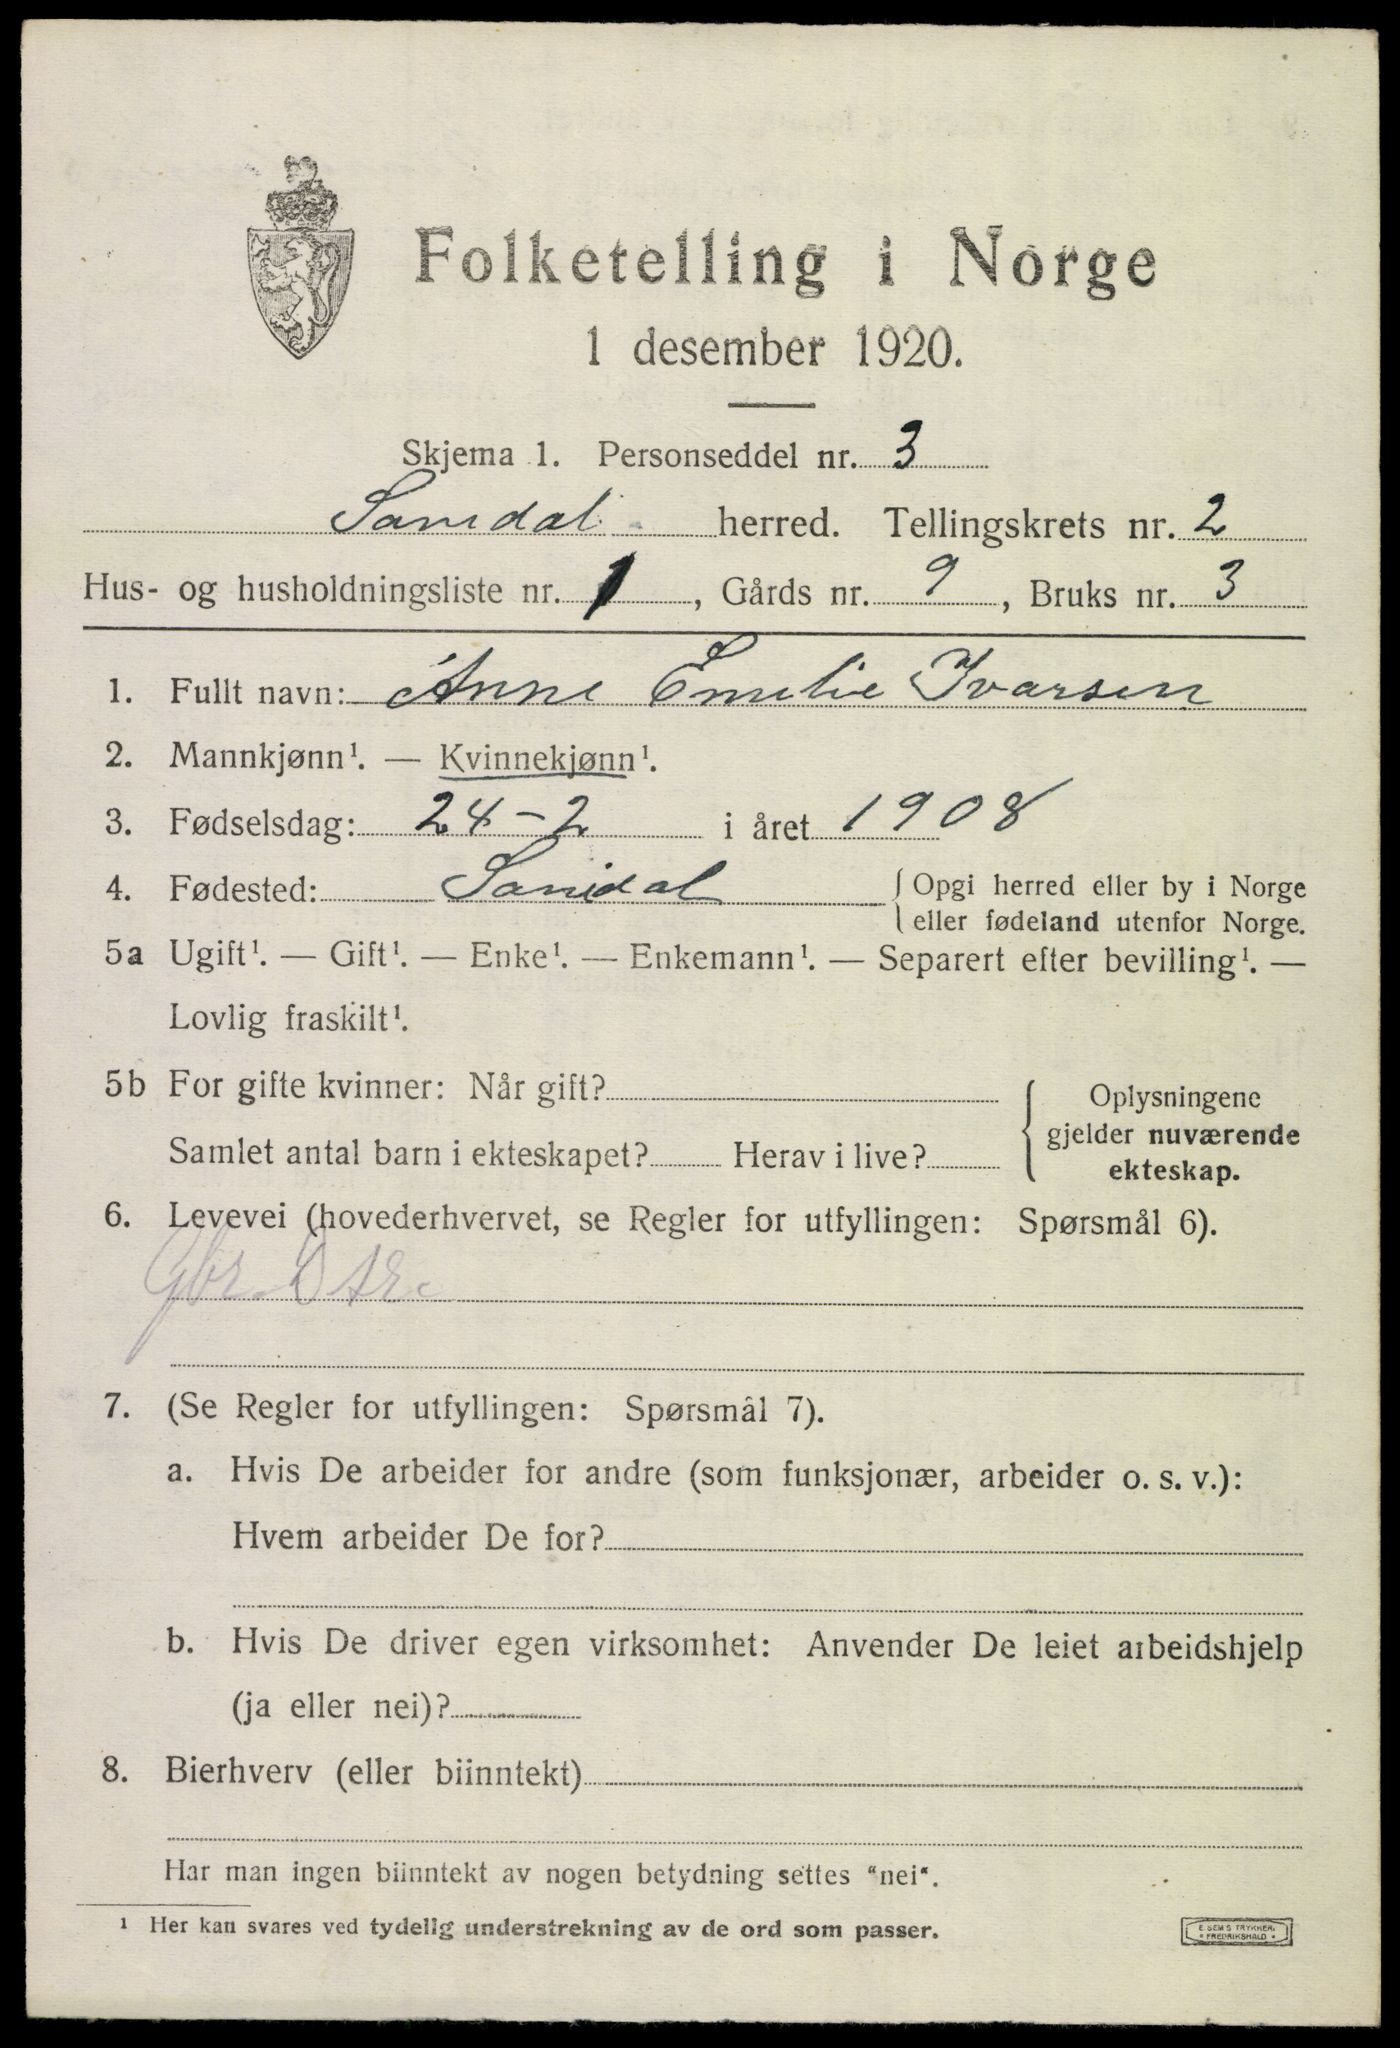 Folketelling i Norge
1 desember 1920.
Skjema 1. Personseddel nr. 3
Sanidal herred. Tellingskrets nr. 2
Hus- og husholdningsliste nr. 1, Gårds nr. 9, Bruks nr. 3
1. Fullt navn: Anne Emelie Ivarsen
2. Mannkjønn¹. — Kvinnekjønn¹.
3. Fødselsdag: 24-2 i året 1908
4. Fødested: Sanidal { Opgi herred eller by i Norge
eller fødeland utenfor Norge.
5a Ugift¹. — Gift¹. — Enke¹. — Enkemann¹. — Separert efter bevilling¹. —
Lovlig fraskilt¹.
5b For gifte kvinner: Når gift?
Samlet antal barn i ekteskapet? Herav i live?
{ Oplysningene
gjelder nuværende
ekteskap.
6. Levevei (hovederhvervet, se Regler for utfyllingen: Spørsmål 6).
Gbr. D
7. (Se Regler for utfyllingen: Spørsmål 7).
a. Hvis De arbeider for andre (som funksjonær, arbeider o. s. v.):
Hvem arbeider De for?
b. Hvis De driver egen virksomhet: Anvender De leiet arbeidshjelp
(ja eller nei)?
8. Bierhverv (eller biinntekt)
Har man ingen biinntekt av nogen betydning settes "nei".
¹ Her kan svares ved tydelig understrekning av de ord som passer.
E. SEM'S TRYKKERI
* FREDRIKSHALD *